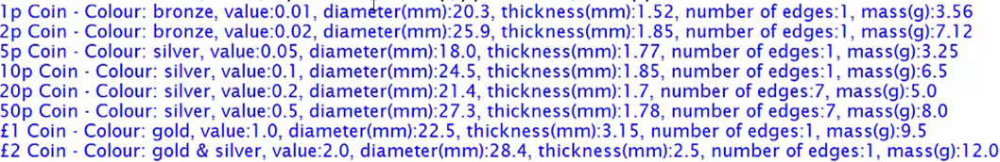 1p Coin - Colour: bronze, value:0.01, diameter(mm):20.3, thickness(mm):1.52, number of edges:1, mass(g):3.56
2p Coin - Colour: bronze, value:0.02, diameter(mm):25.9, thickness(mm):1.85, number of edges:1, mass(g):7.12
5p Coin - Colour: silver, value:0.05, diameter(mm):18.0, thickness(mm):1.77, number of edges:1, mass(g):3.25
10p Coin - Colour: silver, value:0.1, diameter(mm):24.5, thickness(mm):1.85, number of edges:1, mass(g):6.5
20p Coin - Colour: silver, value:0.2, diameter(mm):21.4, thickness(mm):1.7, number of edges:7, mass(g):5.0
50p Coin - Colour: silver, value:0.5, diameter(mm):27.3, thickness(mm):1.78, number of edges:7, mass(g):8.0
£1 Coin - Colour: gold, value:1.0, diameter(mm):22.5, thickness(mm):3.15, number of edges:1, mass(g):9.5
£2 Coin - Colour: gold & silver, value:2.0, diameter(mm):28.4, thickness(mm):2.5, number of edges:1, mass(g):12.0